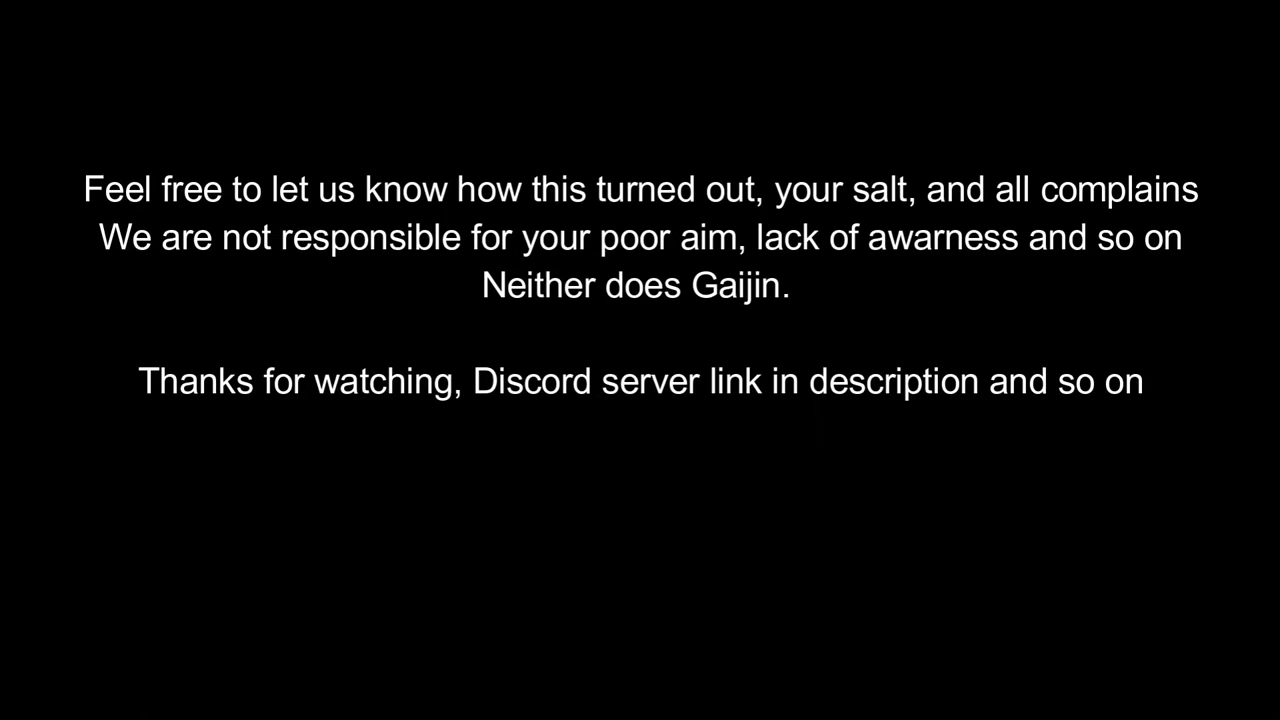 Feel free to let us know how this turned out, your salt, and all complains
We are not responsible for your poor aim, lack of awarness and so on
Neither does Gaijin.
Thanks for watching, Discord server link in description and so on